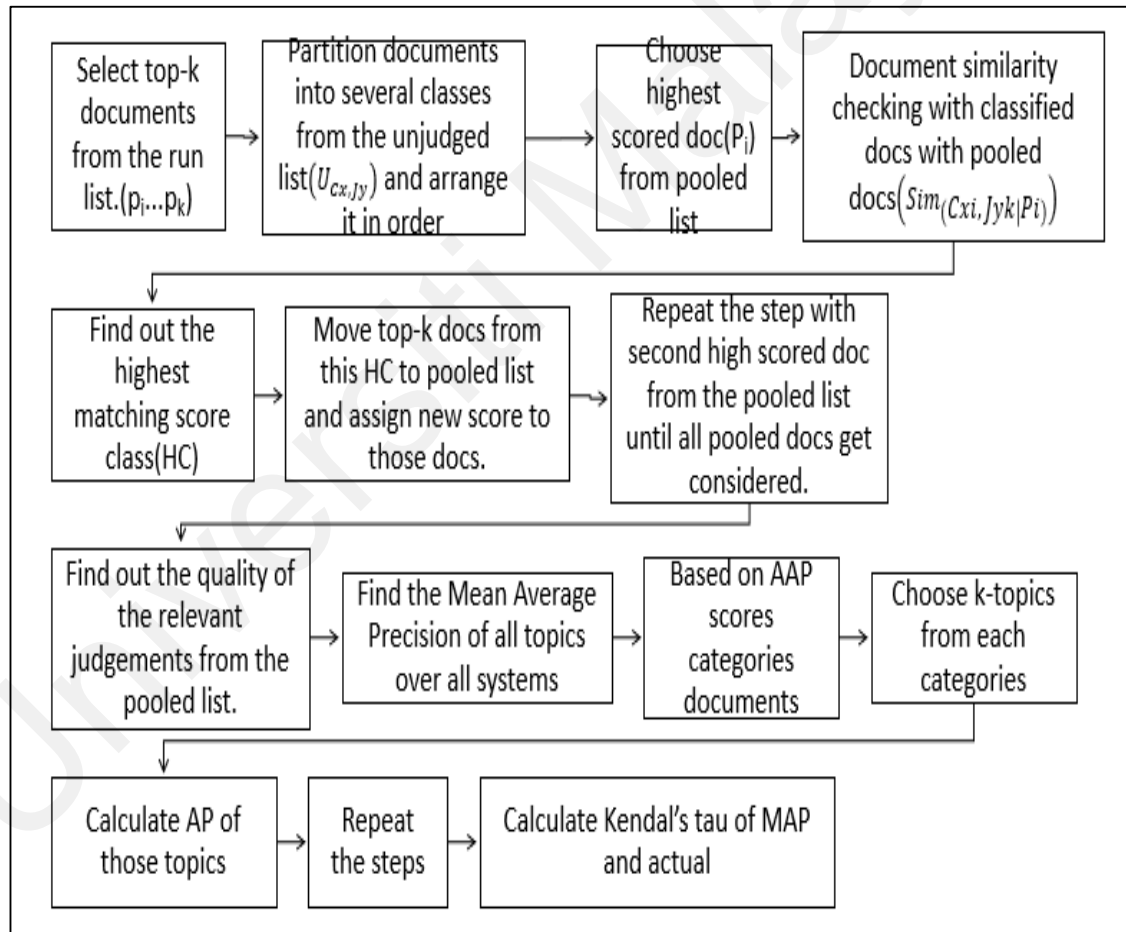 Select top-k
documents
from the run
list.(pᵢ...pₖ)
Partition documents
into several classes
from the unjudged
list(U_{Cx,Jy}) and arrange
it in order
Choose
highest
scored doc(Pᵢ)
from pooled
list
Document similarity
checking with classified
docs with pooled
docs(Sim_{(Cxi,Jyk|Pi)})
Find out the
highest
matching score
class(HC)
Move top-k docs from
this HC to pooled list
and assign new score to
those docs.
Repeat the step with
second high scored doc
from the pooled list
until all pooled docs get
considered.
Find out the quality of
the relevant
judgements from the
pooled list.
Find the Mean Average
Precision of all topics
over all systems
Based on AAP
scores
categories
documents
Choose k-topics
from each
categories
Calculate AP of
those topics
Repeat
the steps
Calculate Kendal's tau of MAP
and actual
Universiti Malay